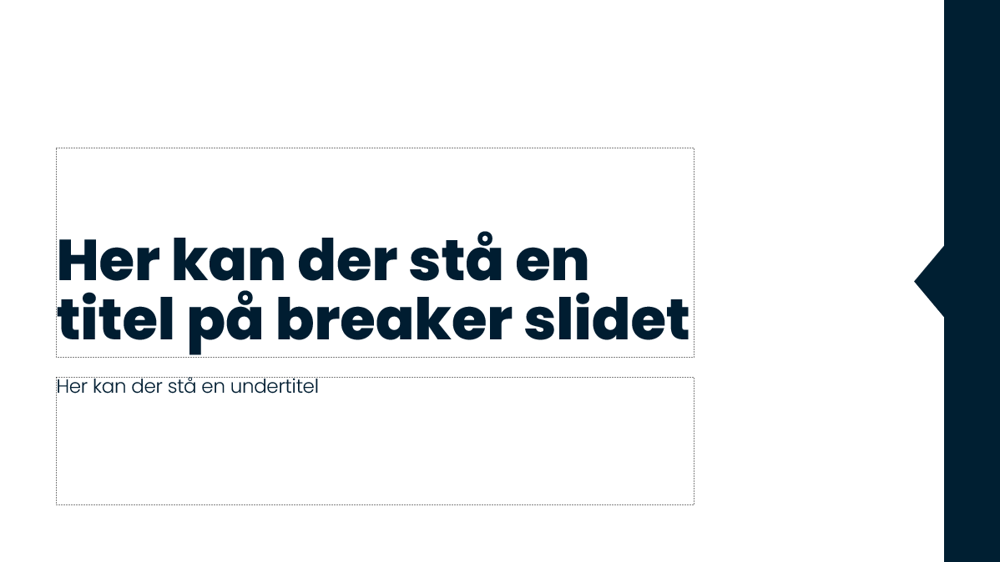 Her kan der stå en
titel på breaker slidet
Her kan der stå en undertitel